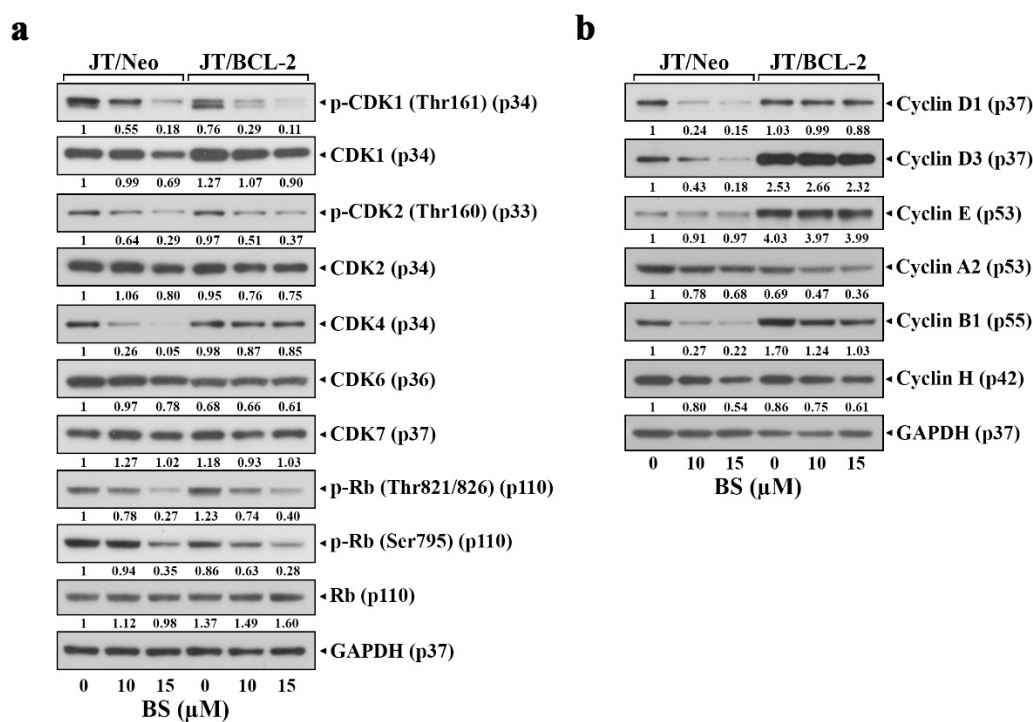 a
JT/Neo JT/BCL-2
p-CDK1 (Thr161) (p34)
1 0.55 0.18 0.76 0.29 0.11
CDK1 (p34)
1 0.99 0.69 1.27 1.07 0.90
p-CDK2 (Thr160) (p33)
1 0.64 0.29 0.97 0.51 0.37
CDK2 (p34)
1 1.06 0.80 0.95 0.76 0.75
CDK4 (p34)
1 0.26 0.05 0.98 0.87 0.85
CDK6 (p36)
1 0.97 0.78 0.68 0.66 0.61
CDK7 (p37)
1 1.27 1.02 1.18 0.93 1.03
p-Rb (Thr821/826) (p110)
1 0.78 0.27 1.23 0.74 0.40
p-Rb (Ser795) (p110)
1 0.94 0.35 0.86 0.63 0.28
Rb (p110)
1 1.12 0.98 1.37 1.49 1.60
GAPDH (p37)
0 10 15 0 10 15
BS (µM)
b
JT/Neo JT/BCL-2
Cyclin D1 (p37)
1 0.24 0.15 1.03 0.99 0.88
Cyclin D3 (p37)
1 0.43 0.18 2.53 2.66 2.32
Cyclin E (p53)
1 0.91 0.97 4.03 3.97 3.99
Cyclin A2 (p53)
1 0.78 0.68 0.69 0.47 0.36
Cyclin B1 (p55)
1 0.27 0.22 1.70 1.24 1.03
Cyclin H (p42)
1 0.80 0.54 0.86 0.75 0.61
GAPDH (p37)
0 10 15 0 10 15
BS (µM)